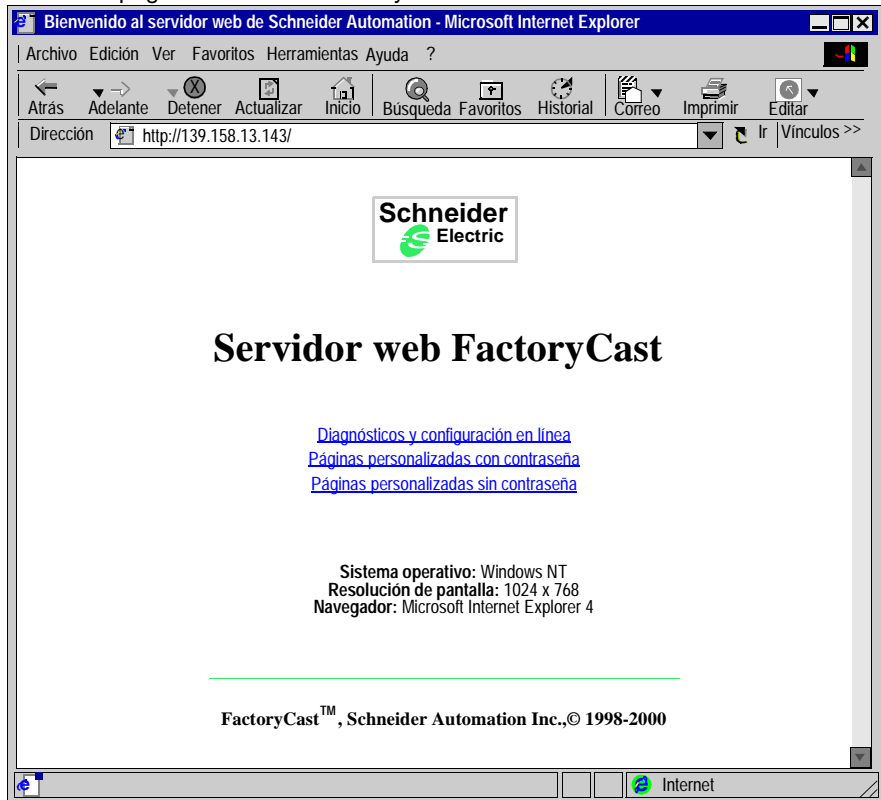 Bienvenido al servidor web de Schneider Automation - Microsoft Internet Explorer
Archivo Edición Ver Favoritos Herramientas Ayuda ?
Atrás Adelante Detener Actualizar Inicio Búsqueda Favoritos Historial Correo Imprimir Editar
Dirección http://139.158.13.143/ Ir Vínculos >>
Schneider
Electric
Servidor web FactoryCast
Diagnósticos y configuración en línea
Páginas personalizadas con contraseña
Páginas personalizadas sin contraseña
Sistema operativo: Windows NT
Resolución de pantalla: 1024 x 768
Navegador: Microsoft Internet Explorer 4
FactoryCast™, Schneider Automation Inc.,© 1998-2000
Internet